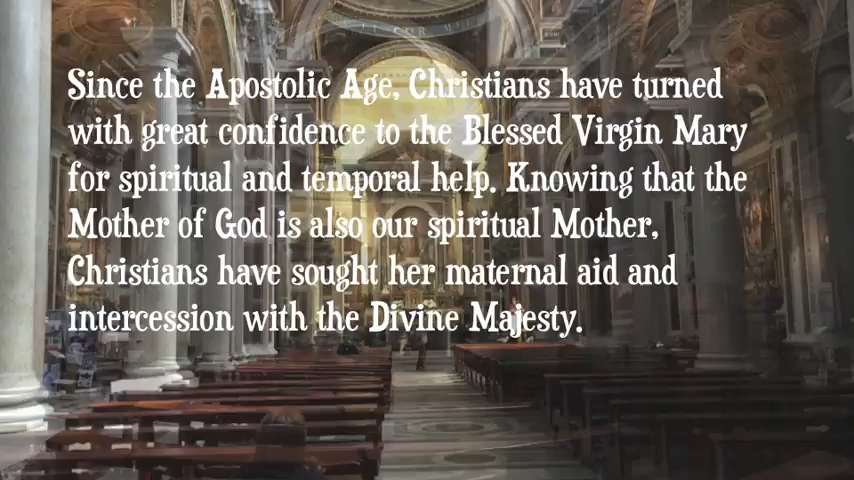 Since the Apostolic Age, Christians have turned
with great confidence to the Blessed Virgin Mary
for spiritual and temporal help. Knowing that the
Mother of God is also our spiritual Mother,
Christians have sought her maternal aid and
intercession with the Divine Majesty.